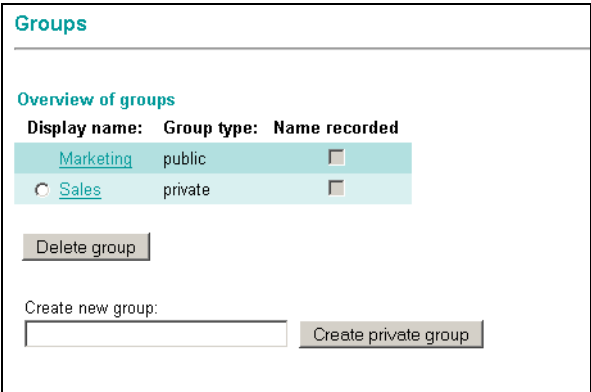 Groups
Overview of groups
Display name: Group type: Name recorded
Marketing public
Sales private
Delete group
Create new group:
Create private group